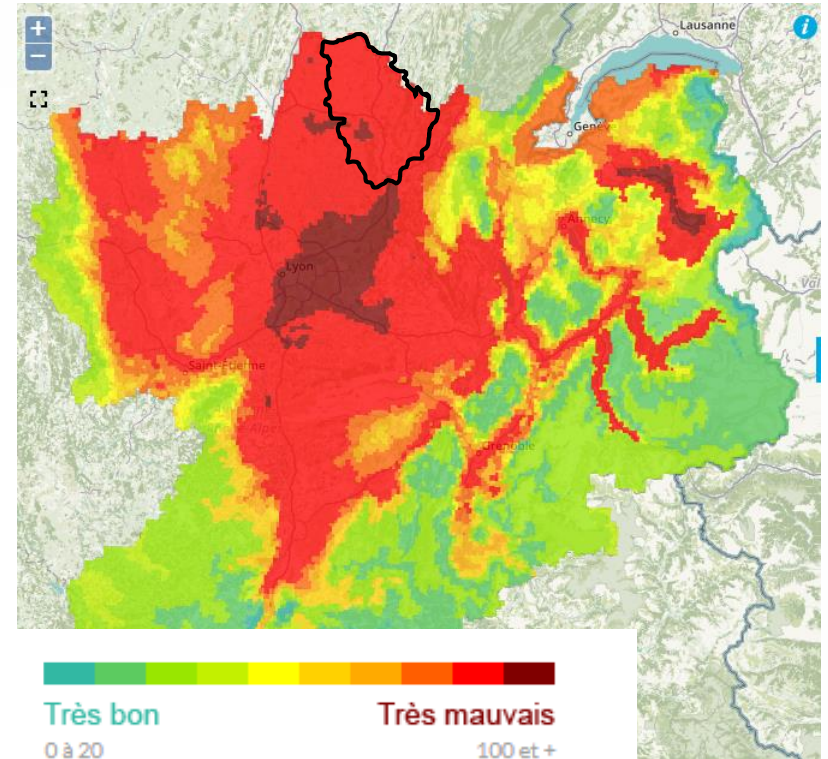 +
−
Lausanne
i
Genève
Annecy
Lyon
Saint-Étienne
Grenoble
Très bon
Très mauvais
0 à 20
100 et +